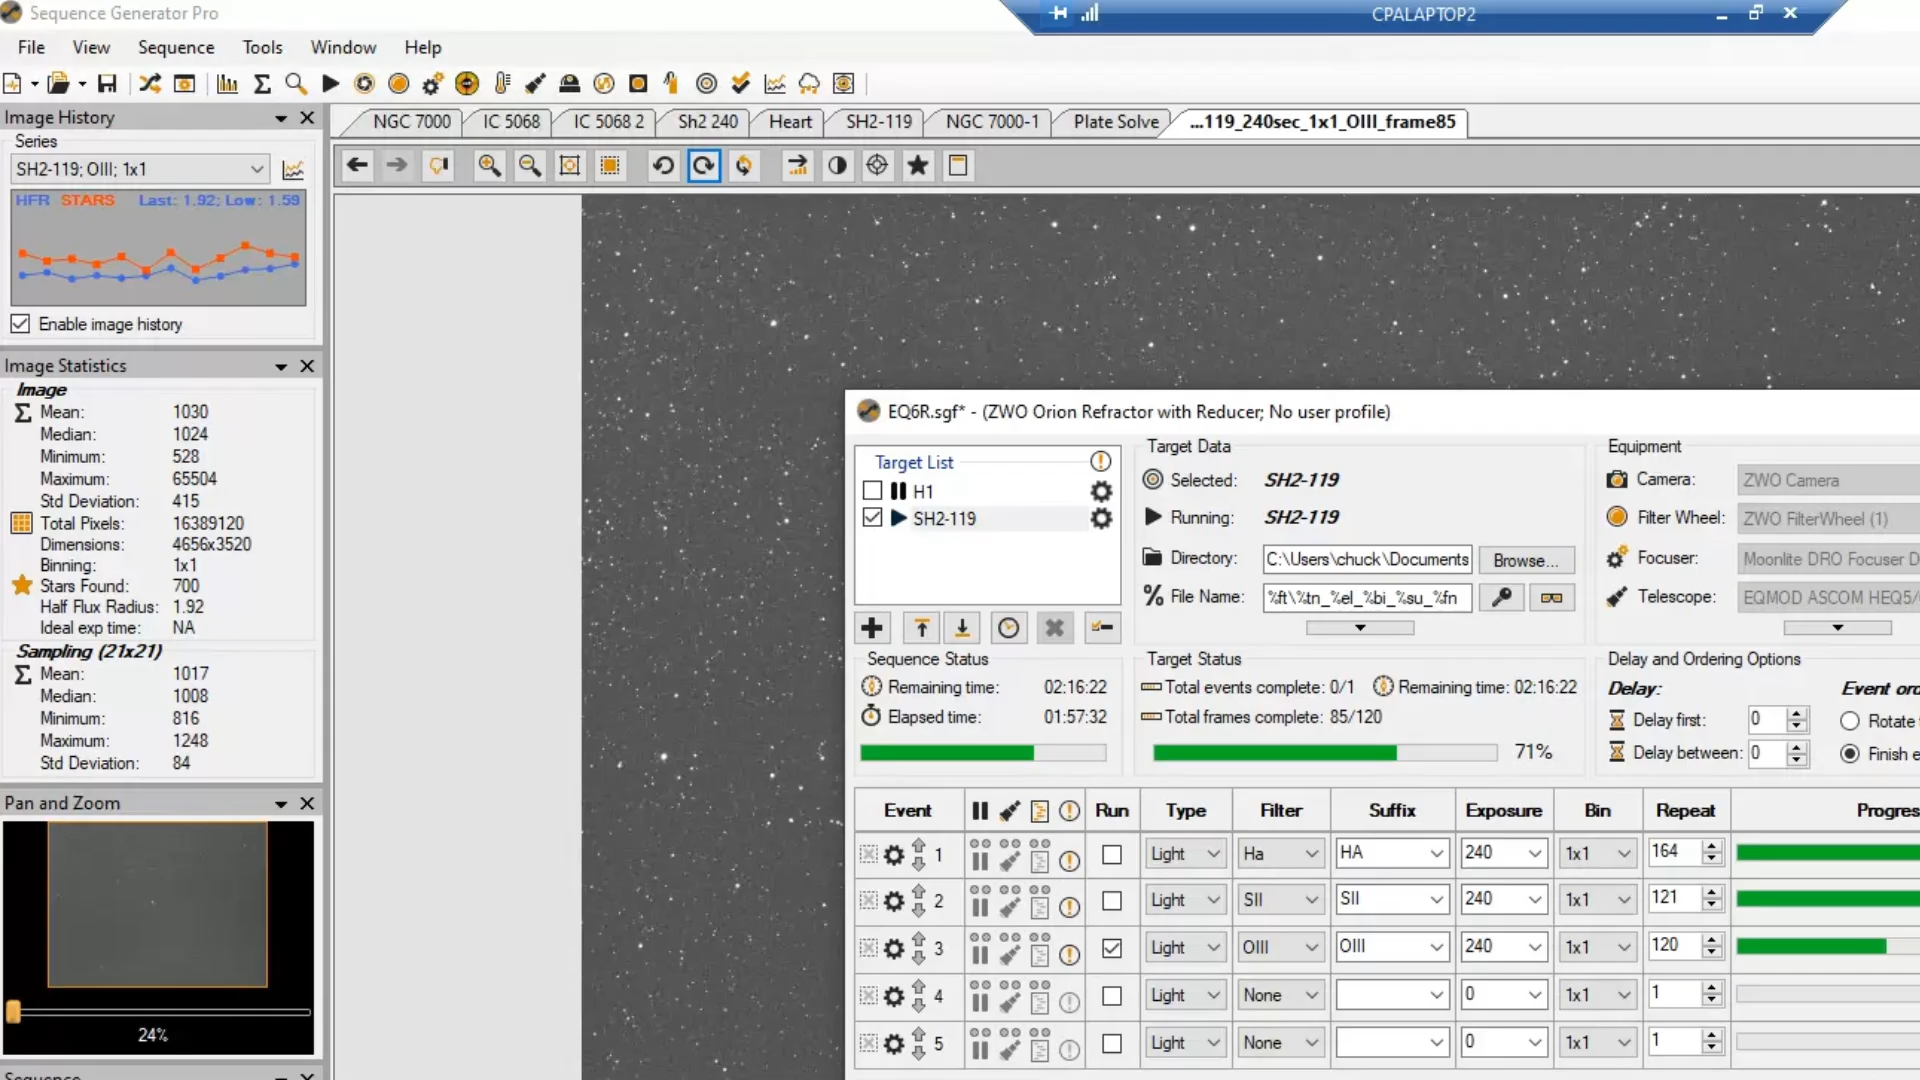 Sequence Generator Pro
CPALAPTOP2
File View Sequence Tools Window Help
Image History
Series
SH2-119; OIII; 1x1
HFR STARS Last: 1.92; Low: 1.59
Enable image history
Image Statistics
Image
Mean: 1030
Median: 1024
Minimum: 528
Maximum: 65504
Std Deviation: 415
Total Pixels: 16389120
Dimensions: 4656x3520
Binning: 1x1
Stars Found: 700
Half Flux Radius: 1.92
Ideal exp time: NA
Sampling (21x21)
Mean: 1017
Median: 1008
Minimum: 816
Maximum: 1248
Std Deviation: 84
Pan and Zoom
24%
Sequence
NGC 7000 IC 5068 IC 5068 2 Sh2 240 Heart SH2-119 NGC 7000-1 Plate Solve ...119_240sec_1x1_OIII_frame85
EQ6R.sgf* - (ZWO Orion Refractor with Reducer; No user profile)
Target List
H1
SH2-119
Target Data
Selected: SH2-119
Running: SH2-119
Directory: C:\Users\chuck\Documents Browse...
File Name: %ft\%tn_%el_%bi_%su_%fn
Equipment
Camera: ZWO Camera
Filter Wheel: ZWO FilterWheel (1)
Focuser: Moonlite DRO Focuser D
Telescope: EQMOD ASCOM HEQ5/
Sequence Status
Remaining time: 02:16:22
Elapsed time: 01:57:32
Target Status
Total events complete: 0/1 Remaining time: 02:16:22
Total frames complete: 85/120
71%
Delay and Ordering Options
Delay: Event ord
Delay first: 0 Rotate
Delay between: 0 Finish e
Event Run Type Filter Suffix Exposure Bin Repeat Progres
1 Light Ha HA 240 1x1 164
2 Light SII SII 240 1x1 121
3 Light OIII OIII 240 1x1 120
4 Light None 0 1x1 1
5 Light None 0 1x1 1